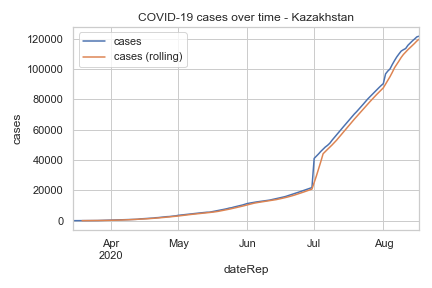 COVID-19 cases over time - Kazakhstan
cases
cases (rolling)
120000
100000
80000
60000
40000
20000
0
cases
Apr
2020
May
Jun
Jul
Aug
dateRep